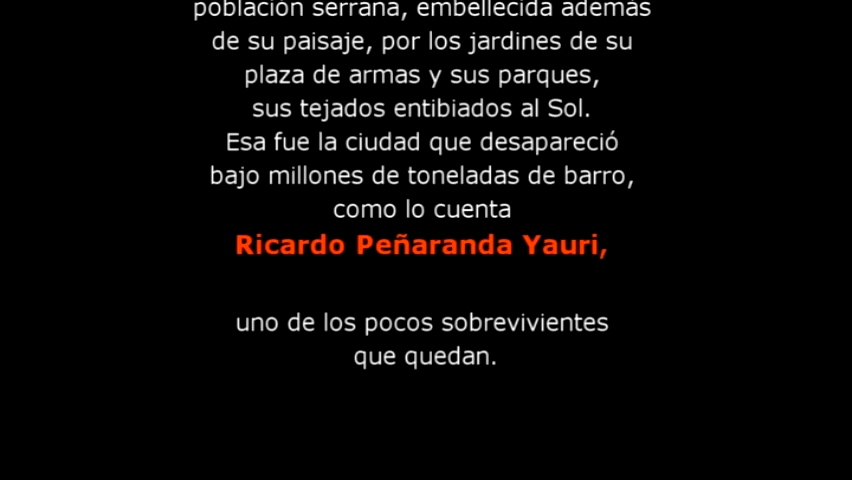 población serrana, embellecida además
de su paisaje, por los jardines de su
plaza de armas y sus parques,
sus tejados entibiados al Sol.
Esa fue la ciudad que desapareció
bajo millones de toneladas de barro,
como lo cuenta
Ricardo Peñaranda Yauri,
uno de los pocos sobrevivientes
que quedan.